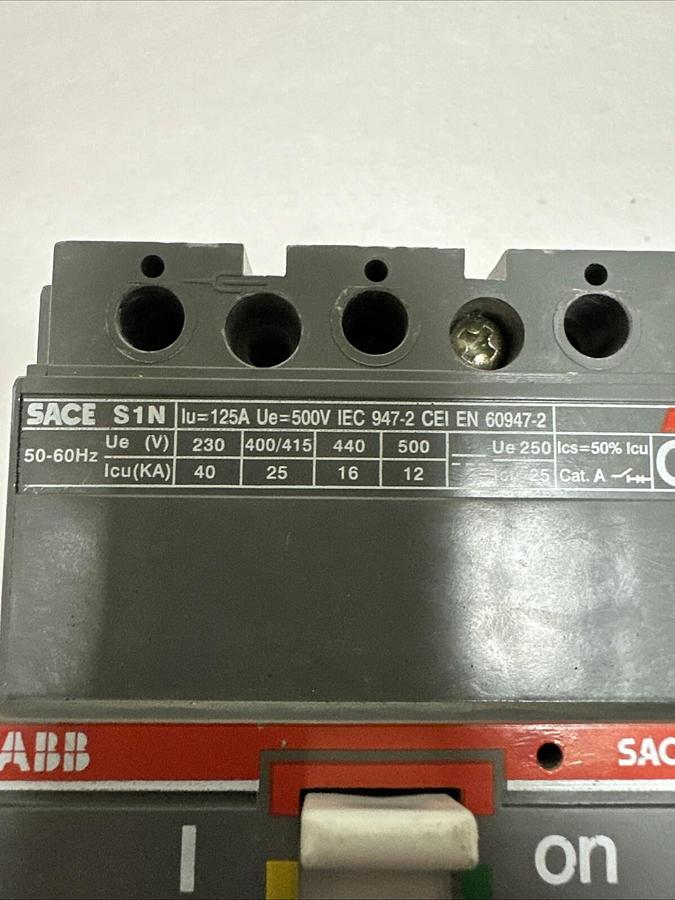 SACE S1N Iu=125A Ue=500V IEC 947-2 CEI EN 60947-2
50-60Hz Ue (V) 230 400/415 440 500 Ue 250 Ics=50% Icu
Icu(KA) 40 25 16 12 25 Cat. A
ABB SAC
I on